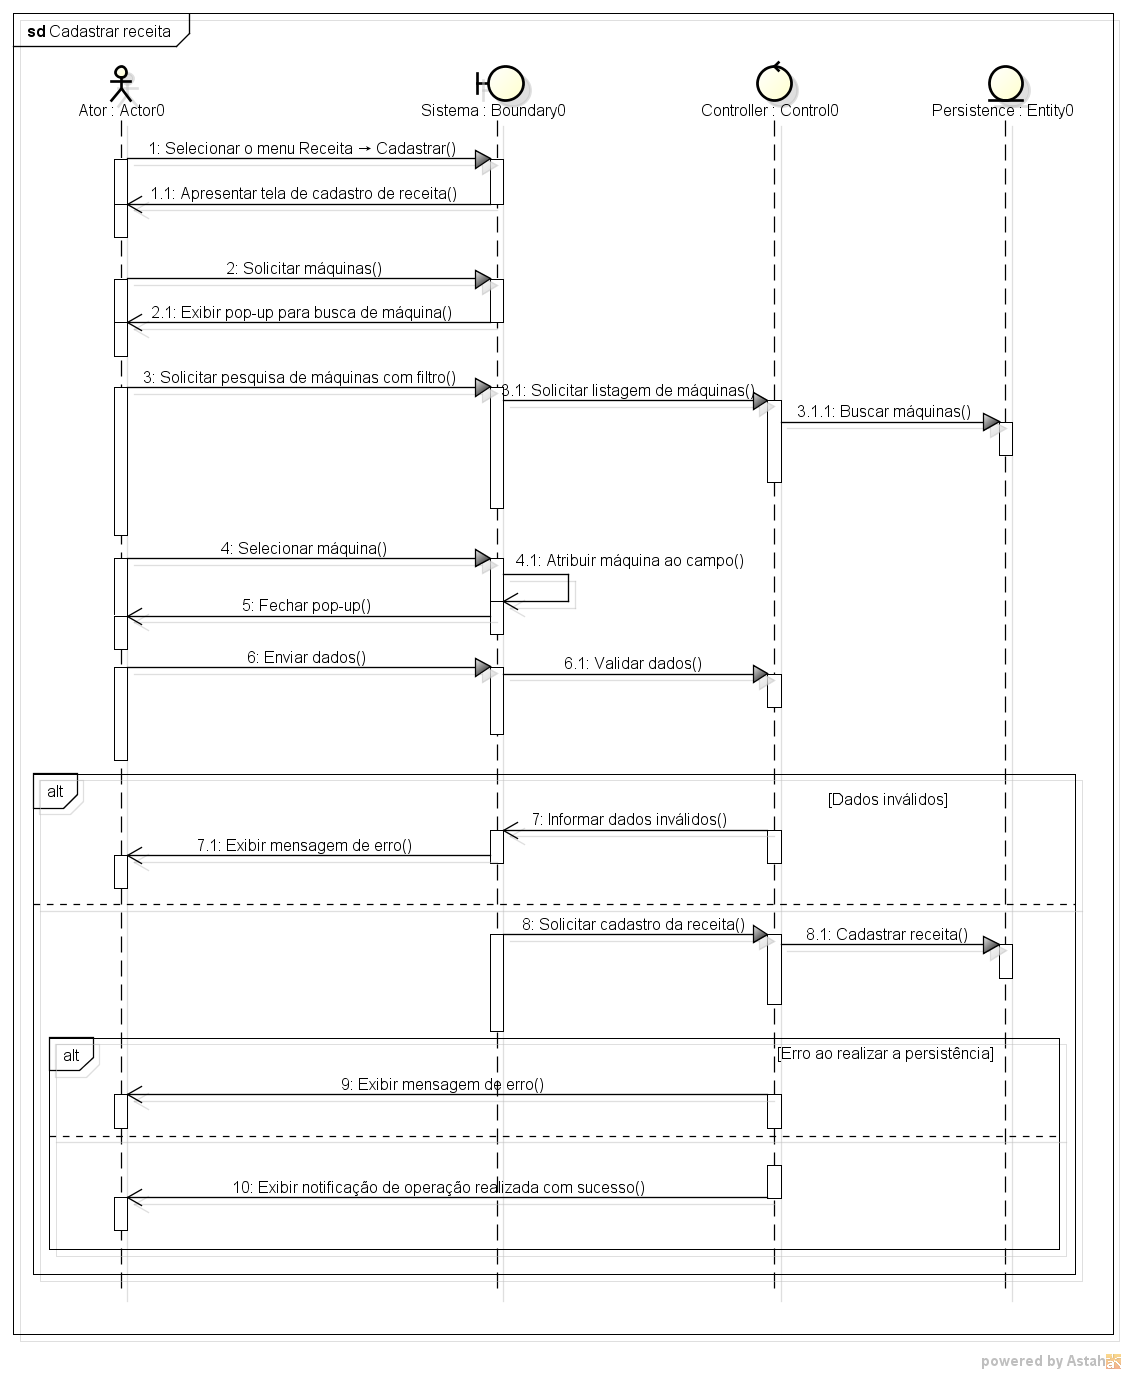 sd Cadastrar receita
Ator : Actor0
Sistema : Boundary0
Controller : Control0
Persistence : Entity0
1: Selecionar o menu Receita → Cadastrar()
1.1: Apresentar tela de cadastro de receita()
2: Solicitar máquinas()
2.1: Exibir pop-up para busca de máquina()
3: Solicitar pesquisa de máquinas com filtro()
3.1: Solicitar listagem de máquinas()
3.1.1: Buscar máquinas()
4: Selecionar máquina()
4.1: Atribuir máquina ao campo()
5: Fechar pop-up()
6: Enviar dados()
6.1: Validar dados()
alt
[Dados inválidos]
7: Informar dados inválidos()
7.1: Exibir mensagem de erro()
8: Solicitar cadastro da receita()
8.1: Cadastrar receita()
alt
[Erro ao realizar a persistência]
9: Exibir mensagem de erro()
10: Exibir notificação de operação realizada com sucesso()
powered by Astah